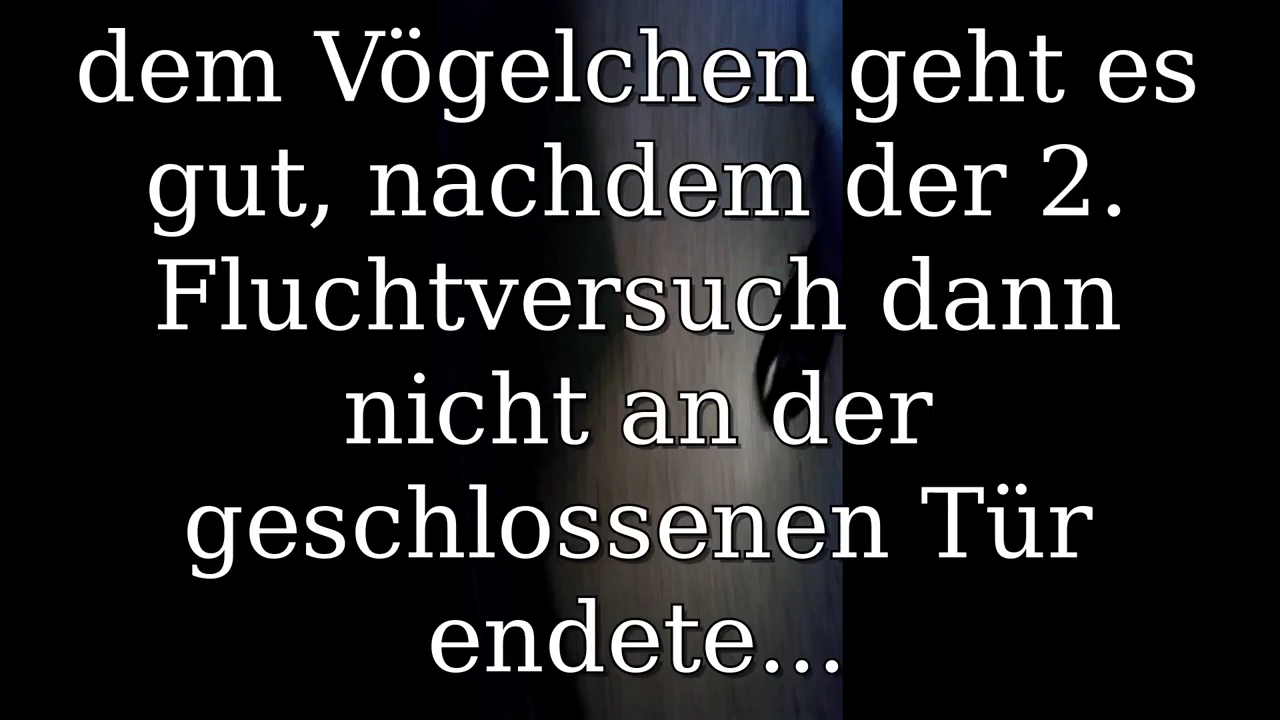 dem Vögelchen geht es
gut, nachdem der 2.
Fluchtversuch dann
nicht an der
geschlossenen Tür
endete...